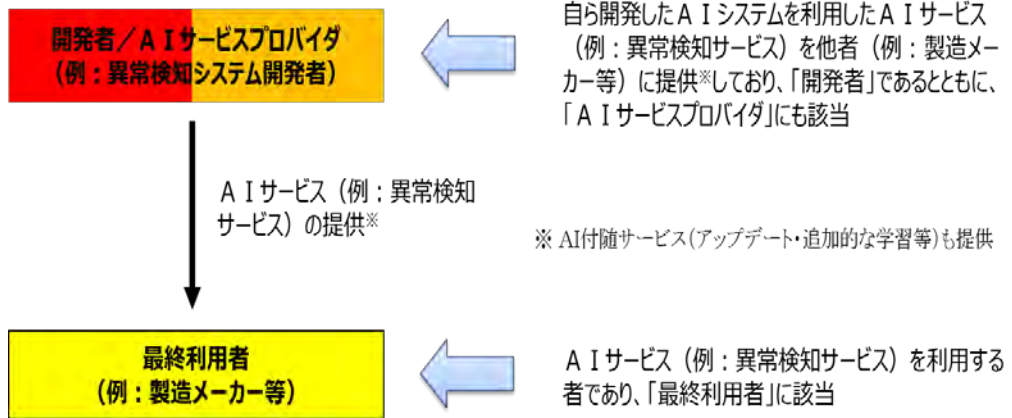 開発者／ＡＩサービスプロバイダ
（例：異常検知システム開発者）
自ら開発したＡＩシステムを利用したＡＩサービス
（例：異常検知サービス）を他者（例：製造メー
カー等）に提供※しており、「開発者」であるとともに、
「ＡＩサービスプロバイダ」にも該当
ＡＩサービス（例：異常検知
サービス）の提供※
※ AI付随サービス(アップデート・追加的な学習等)も提供
最終利用者
（例：製造メーカー等）
ＡＩサービス（例：異常検知サービス）を利用する
者であり、「最終利用者」に該当